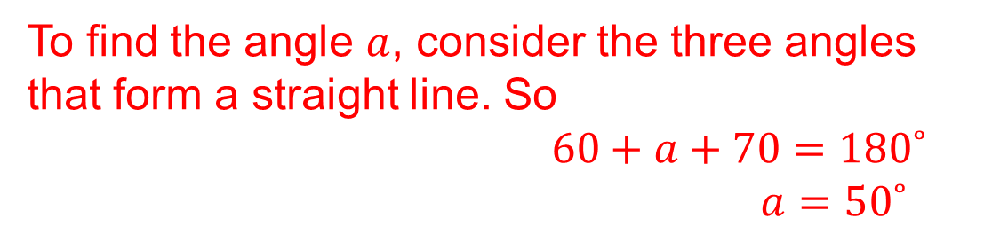 To find the angle a, consider the three angles
that form a straight line. So
60 + a + 70 = 180°
a = 50°